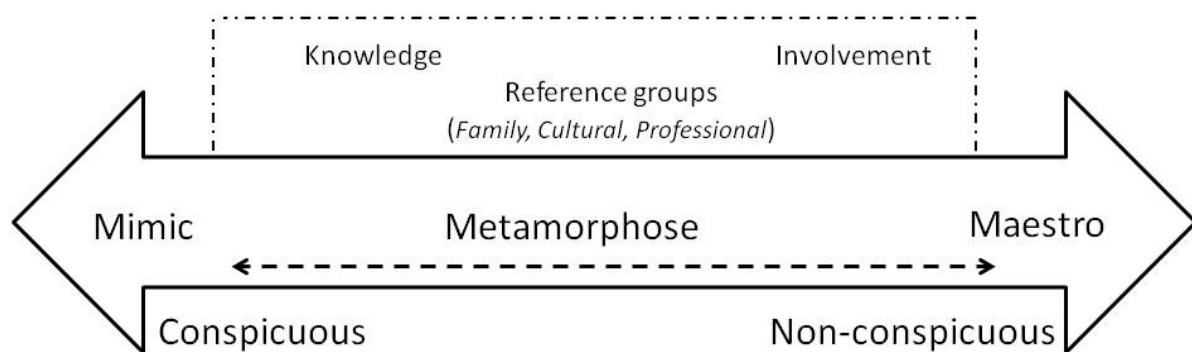 Knowledge Involvement
Reference groups
(Family, Cultural, Professional)
Mimic Metamorphose Maestro
Conspicuous Non-conspicuous